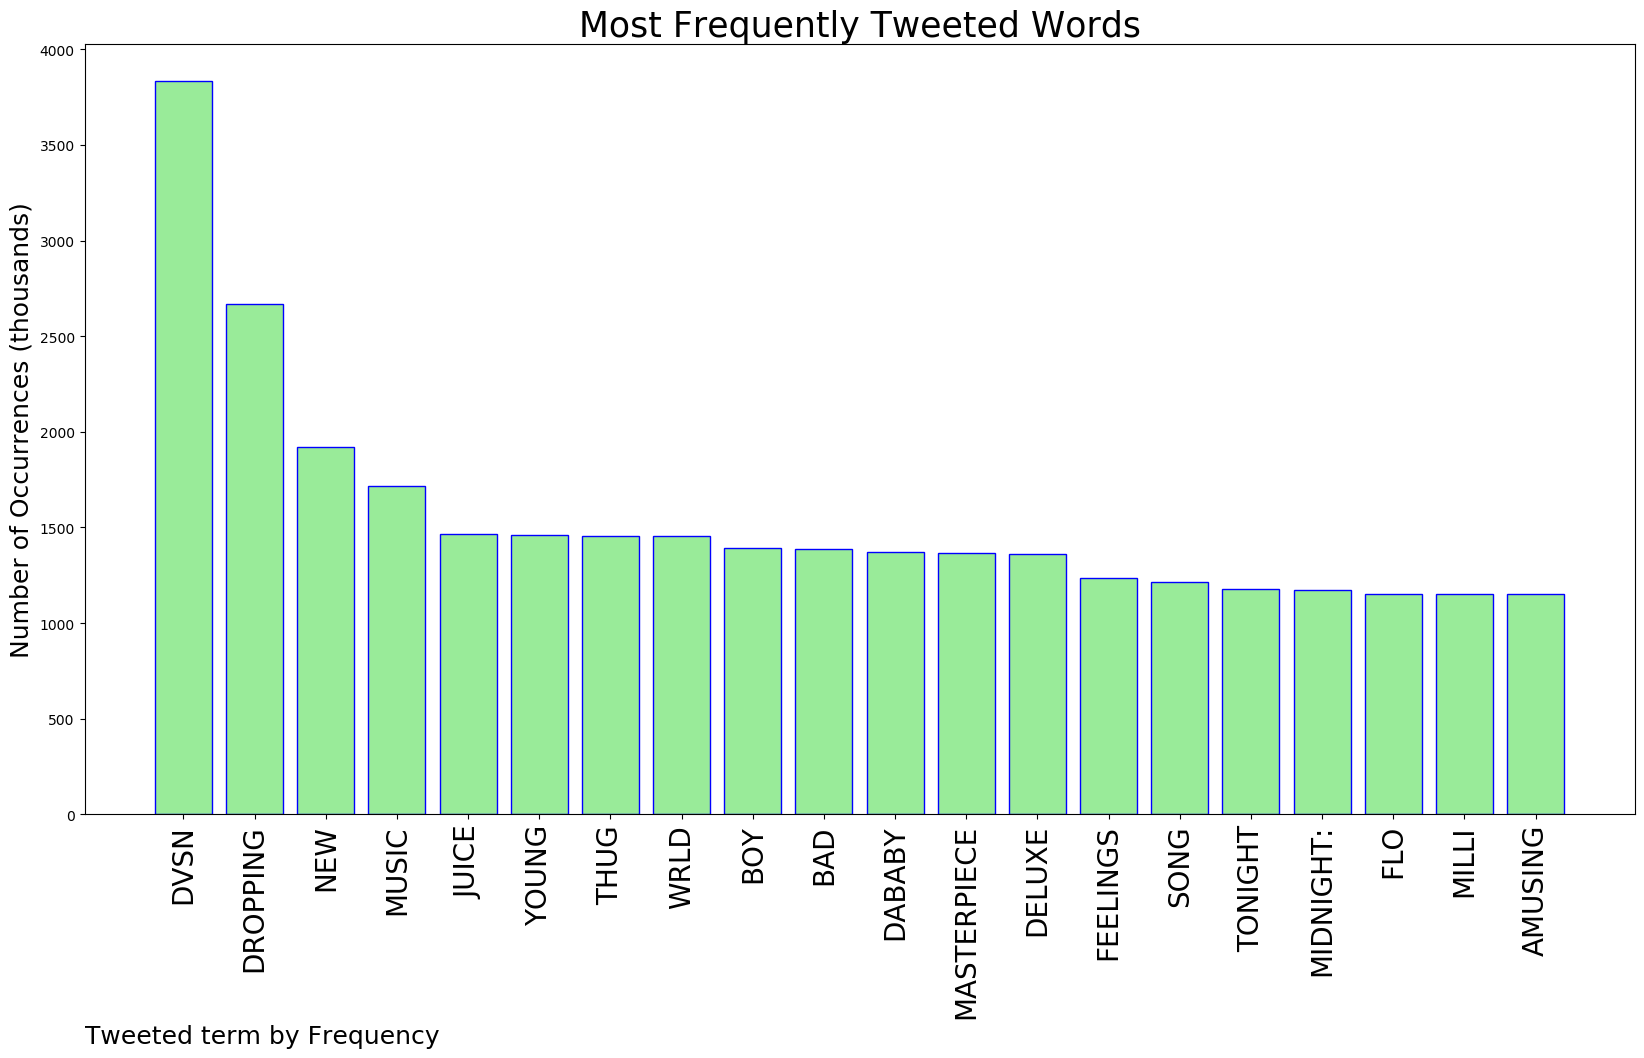 Most Frequently Tweeted Words
Number of Occurrences (thousands)
4000
3500
3000
2500
2000
1500
1000
500
0
DVSN
DROPPING
NEW
MUSIC
JUICE
YOUNG
THUG
WRLD
BOY
BAD
DABABY
MASTERPIECE
DELUXE
FEELINGS
SONG
TONIGHT
MIDNIGHT:
FLO
MILLI
AMUSING
Tweeted term by Frequency